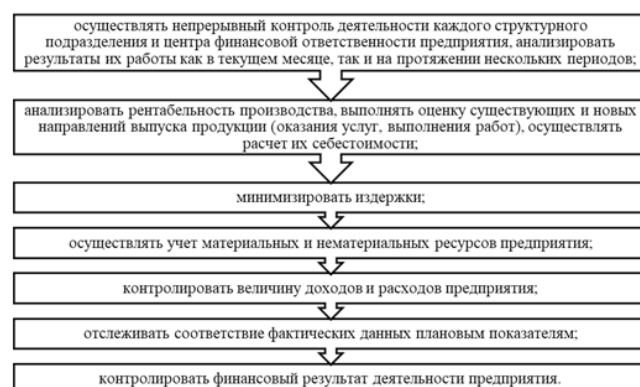 осуществлять непрерывный контроль деятельности каждого структурного
подразделения и центра финансовой ответственности предприятия, анализировать
результаты их работы как в текущем месяце, так и на протяжении нескольких периодов;
анализировать рентабельность производства, выполнять оценку существующих и новых
направлений выпуска продукции (оказания услуг, выполнения работ), осуществлять
расчет их себестоимости;
минимизировать издержки;
осуществлять учет материальных и нематериальных ресурсов предприятия;
контролировать величину доходов и расходов предприятия;
отслеживать соответствие фактических данных плановым показателям;
контролировать финансовый результат деятельности предприятия.